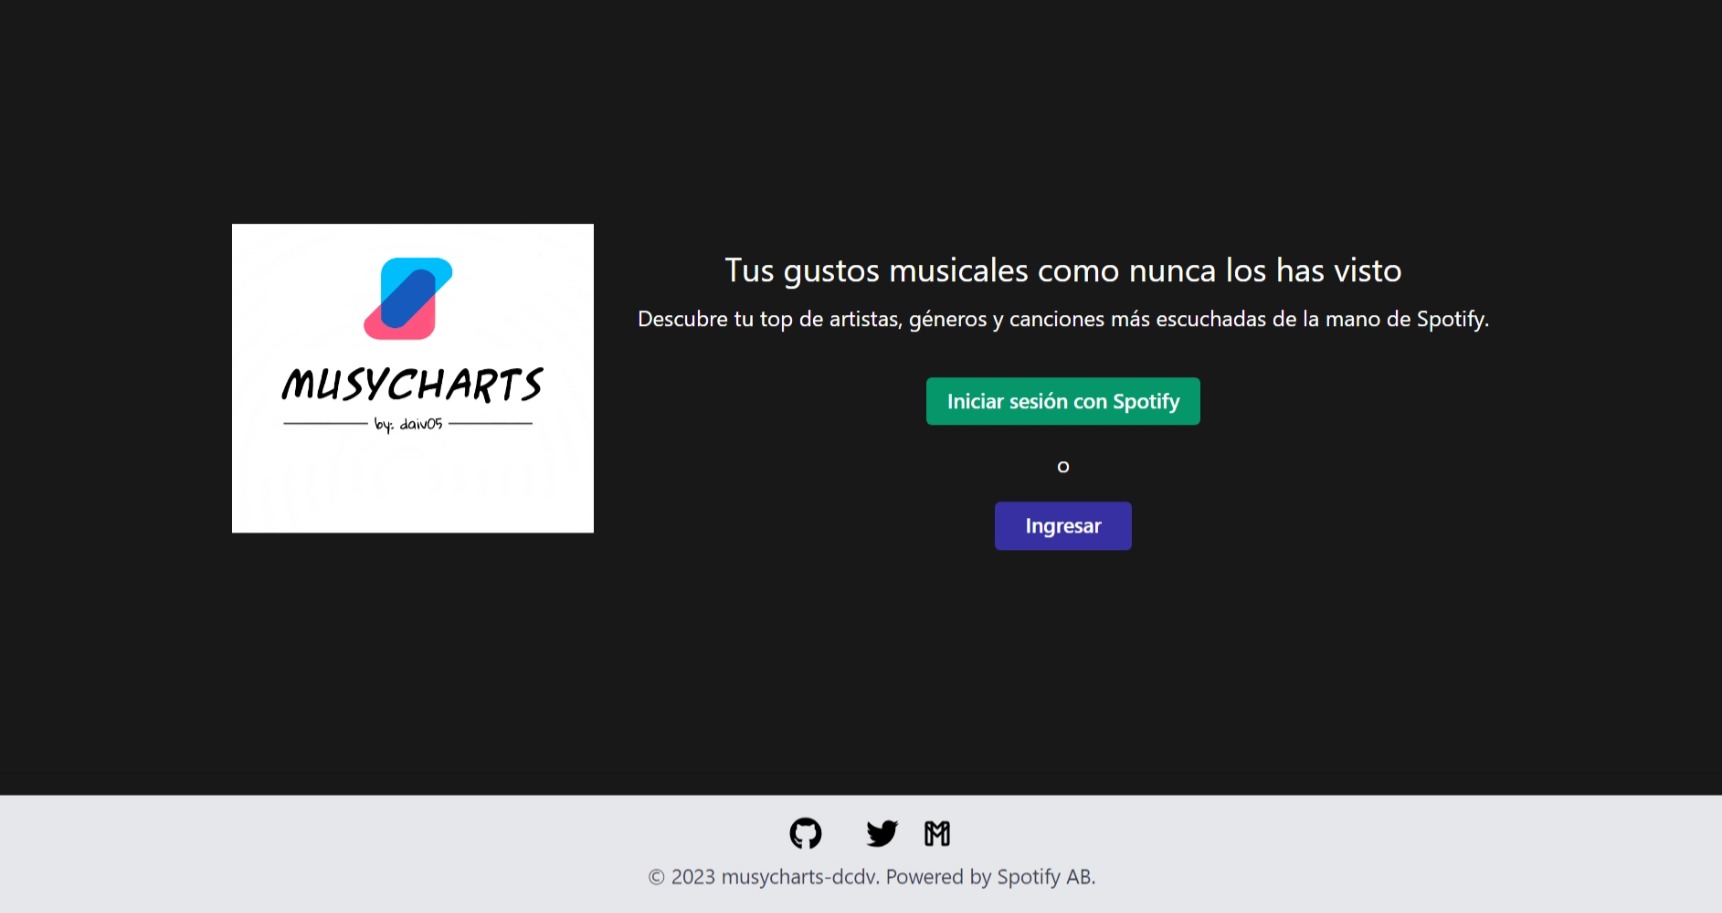 MUSYCHARTS
by: daiv05
Tus gustos musicales como nunca los has visto
Descubre tu top de artistas, géneros y canciones más escuchadas de la mano de Spotify.
Iniciar sesión con Spotify
o
Ingresar
© 2023 musycharts-dcdv. Powered by Spotify AB.